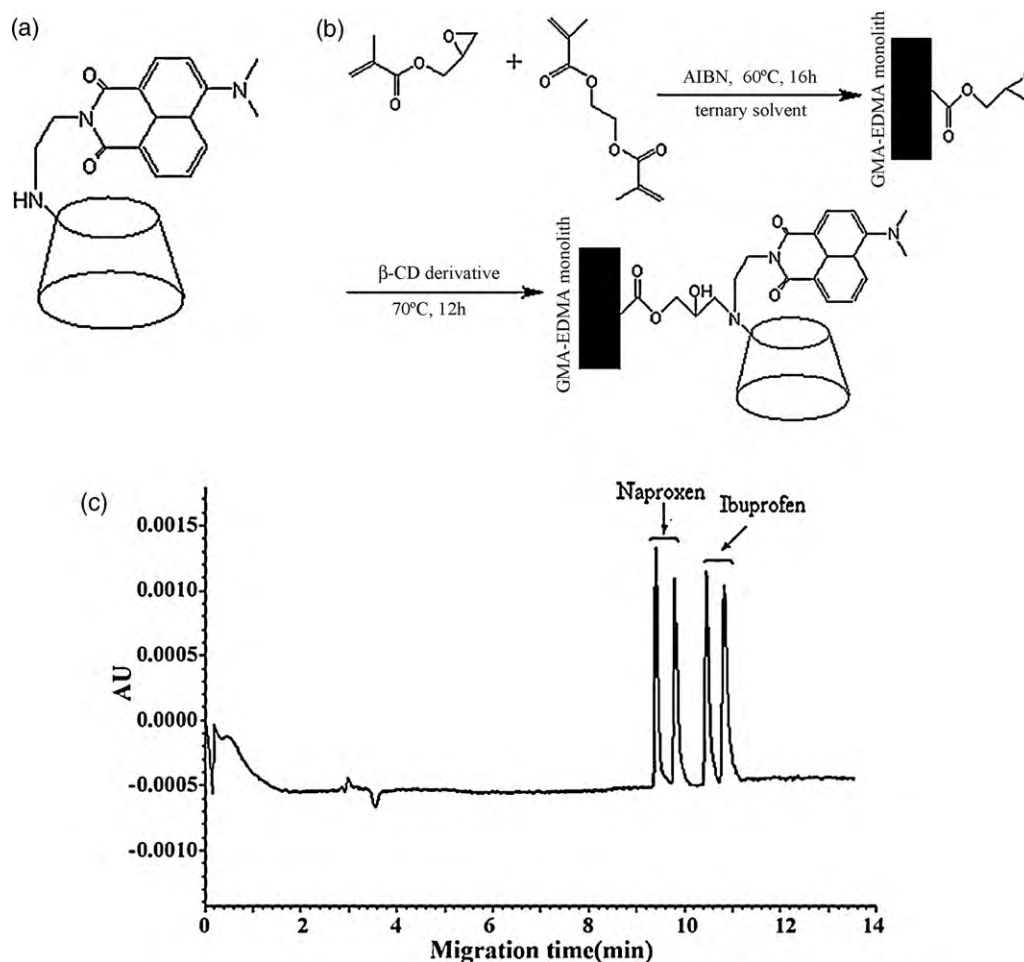 (a)
O
N
O
N
HN
(b)
O
O
O
+
O
O
O
O
AIBN, 60ºC, 16h
ternary solvent
GMA-EDMA monolith
O
O
β-CD derivative
70ºC, 12h
GMA-EDMA monolith
O
O
OH
N
O
N
O
N
(c)
Naproxen
Ibuprofen
0.0015
0.0010
0.0005
0.0000
-0.0005
-0.0010
AU
0 2 4 6 8 10 12 14
Migration time(min)